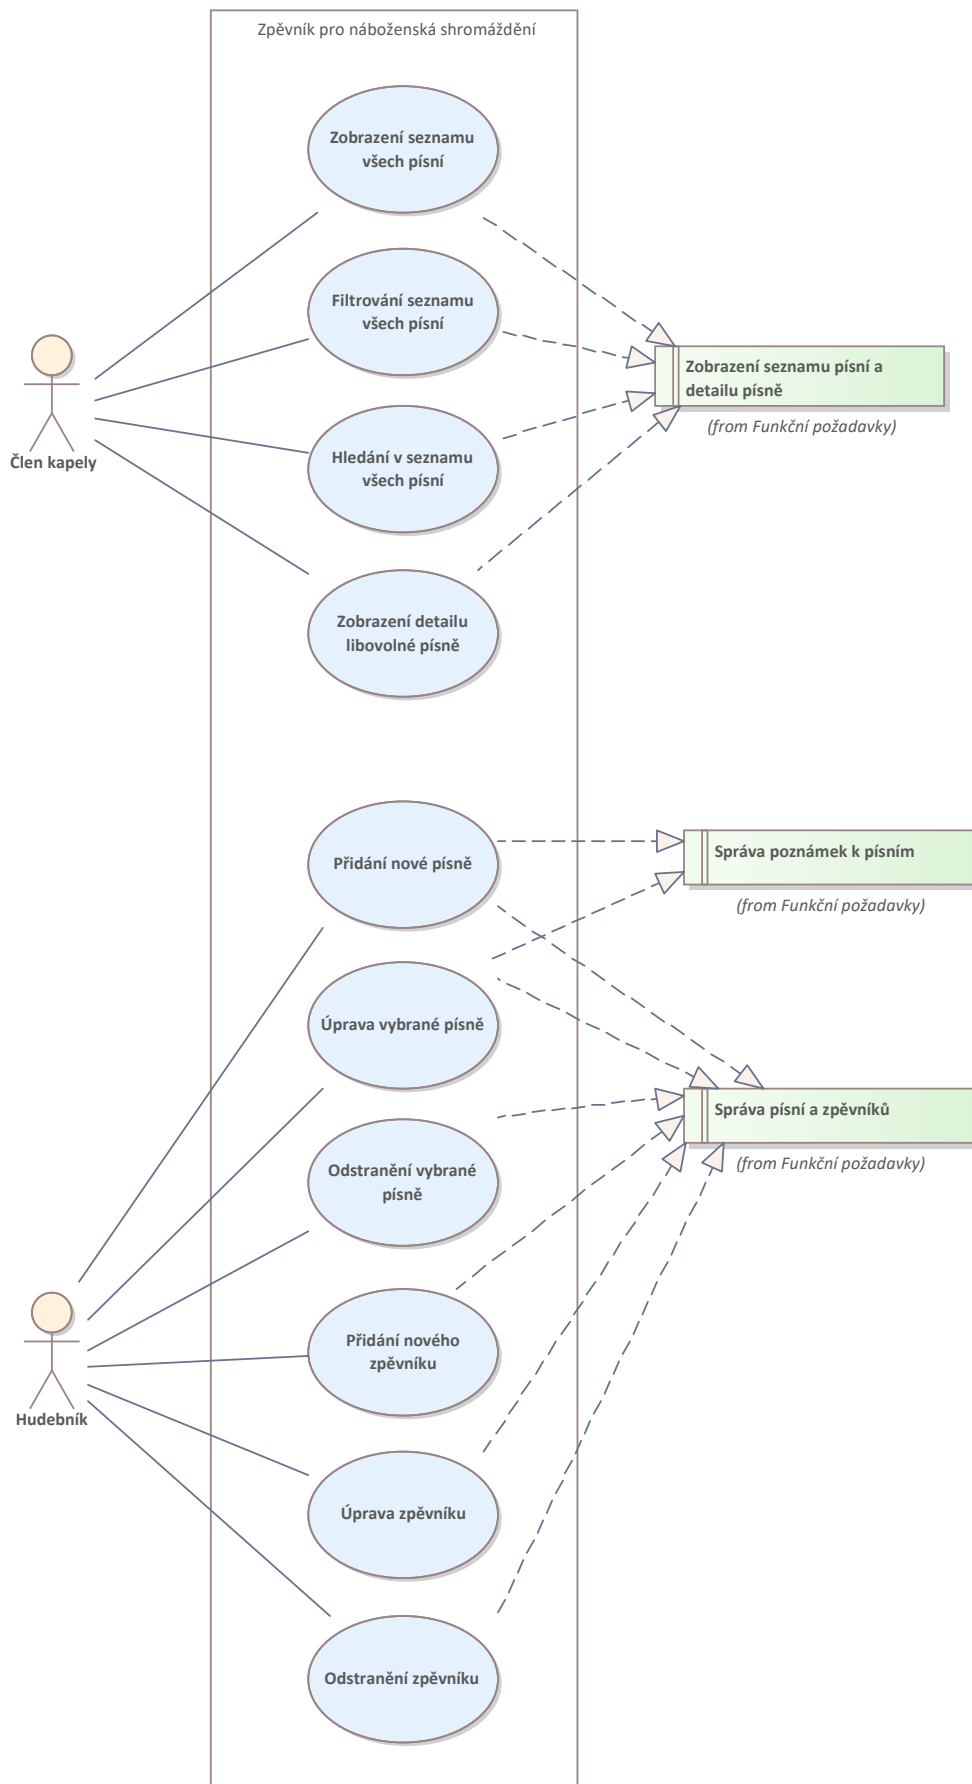 Zpěvník pro náboženská shromáždění
Zobrazení seznamu
všech písní
Filtrování seznamu
všech písní
Zobrazení seznamu písní a
detailu písně
(from Funkční požadavky)
Člen kapely
Hledání v seznamu
všech písní
Zobrazení detailu
libovolné písně
Přidání nové písně
Správa poznámek k písním
(from Funkční požadavky)
Úprava vybrané písně
Správa písní a zpěvníků
(from Funkční požadavky)
Odstranění vybrané
písně
Přidání nového
zpěvníku
Hudebník
Úprava zpěvníku
Odstranění zpěvníku